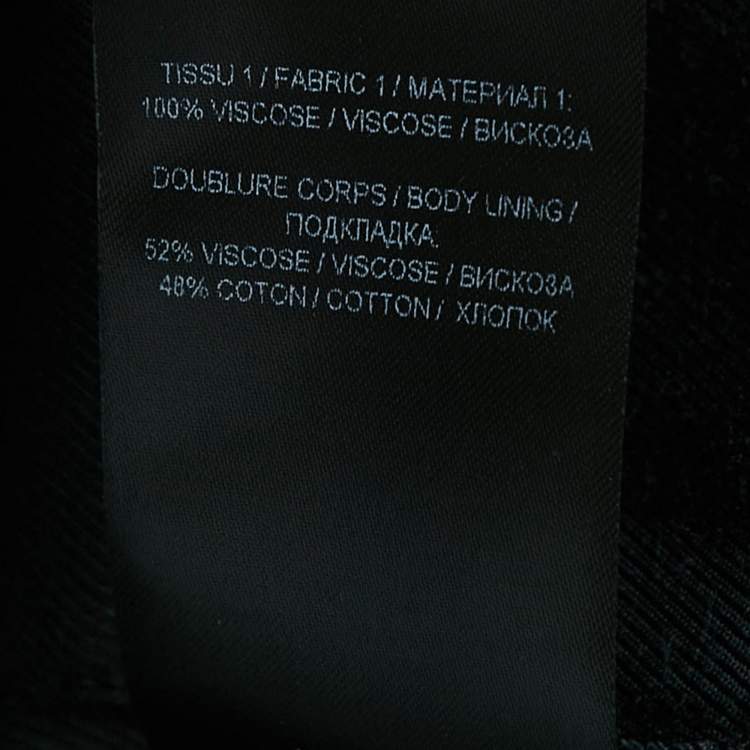 TISSU 1 / FABRIC 1 / МАТЕРИАЛ 1:
100% VISCOSE / VISCOSE / ВИСКОЗА
DOUBLURE CORPS / BODY LINING /
ПОДКЛАДКА:
52% VISCOSE / VISCOSE / ВИСКОЗА
48% COTON / COTTON / ХЛОПОК